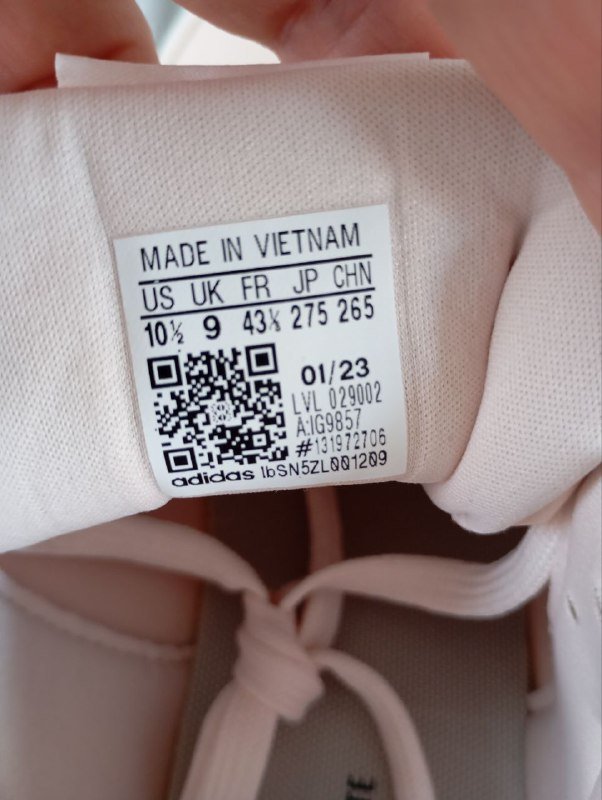 MADE IN VIETNAM
US UK FR JP CHN
10½ 9 43⅓ 275 265
01/23
LVL 029002
A:IG9857
#131972706
adidas IbSN5ZL001209